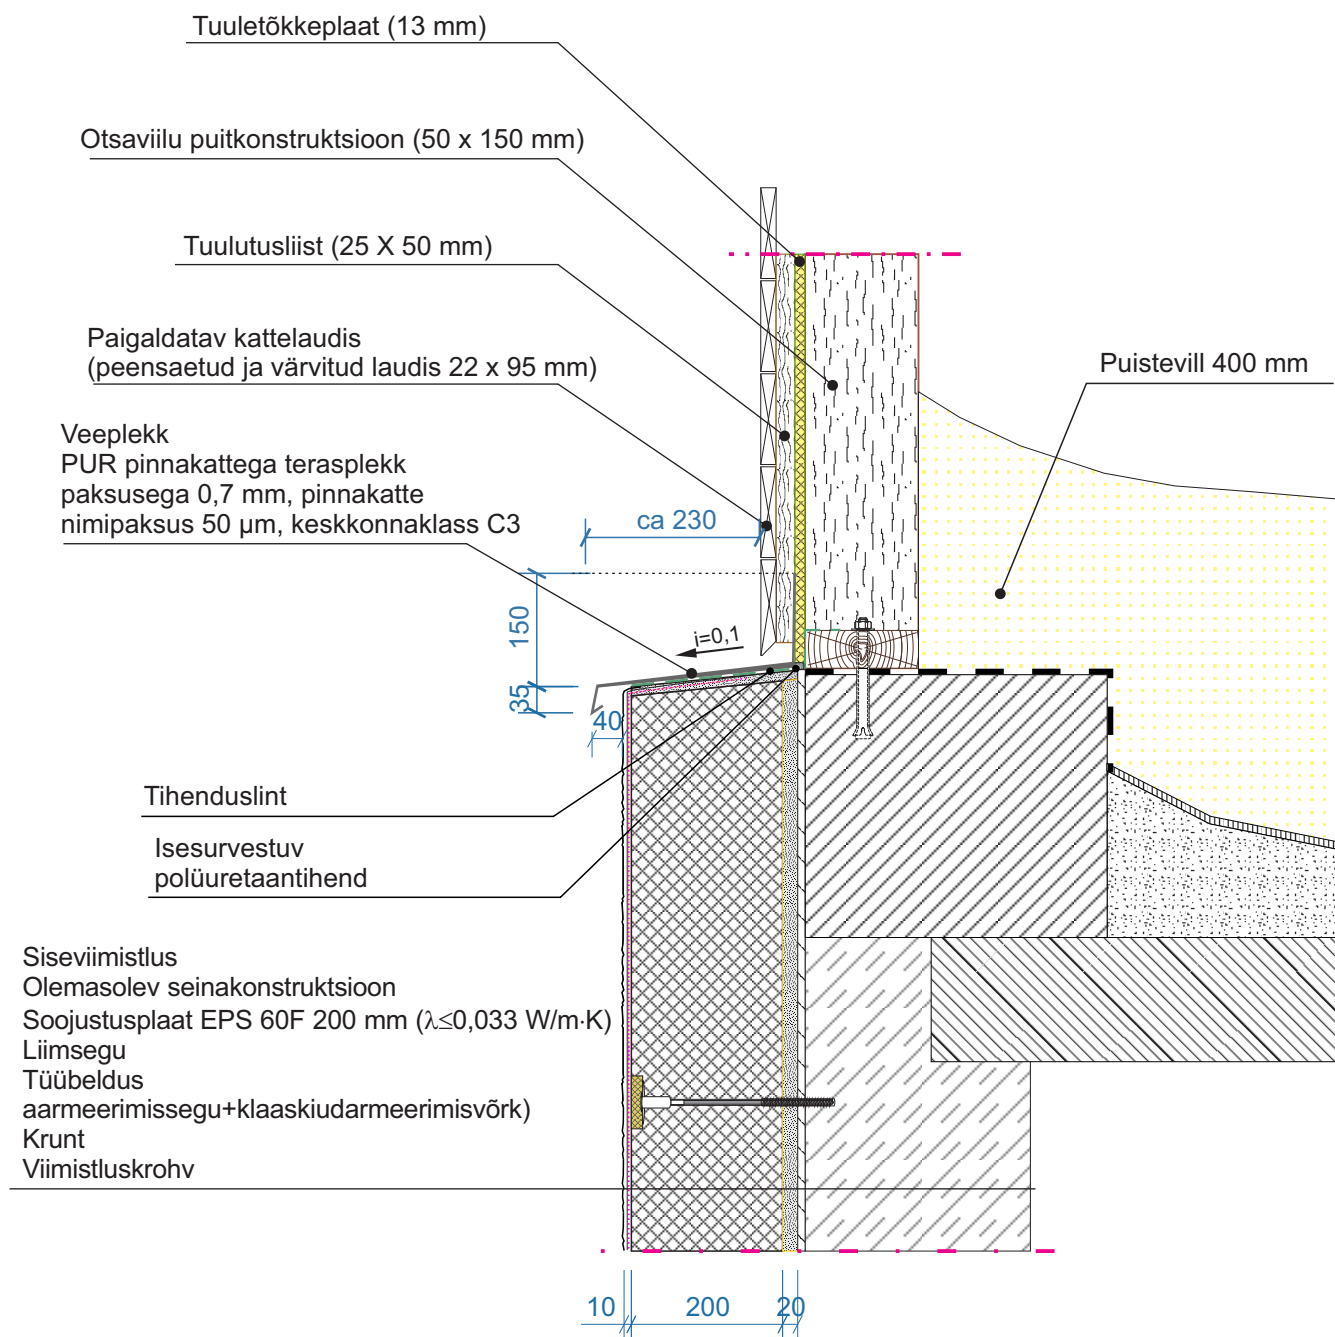 Tuuletõkkeplaat (13 mm)
Otsaviilu puitkonstruktsioon (50 x 150 mm)
Tuulutusliist (25 X 50 mm)
Paigaldatav kattelaudis
(peensaetud ja värvitud laudis 22 x 95 mm)
Puistevill 400 mm
Veeplekk
PUR pinnakattega terasplekk
paksusega 0,7 mm, pinnakatte
nimipaksus 50 µm, keskkonnaklass C3
ca 230
150
i=0,1
35
40
Tihenduslint
Isesurvestuv
polüuretaantihend
Siseviimistlus
Olemasolev seinakonstruktsioon
Soojustusplaat EPS 60F 200 mm (λ≤0,033 W/m·K)
Liimsegu
Tüübeldus
aarmeerimissegu+klaaskiudarmeerimisvõrk)
Krunt
Viimistluskrohv
10
200
20